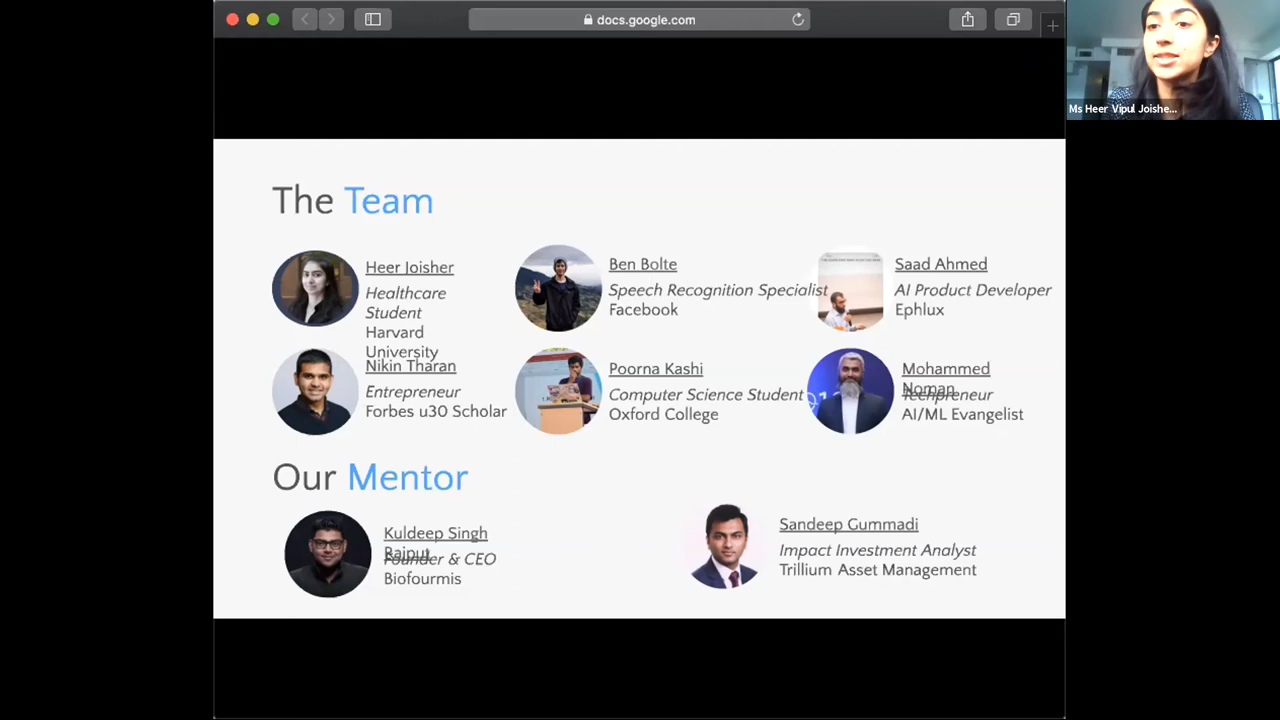 docs.google.com
Ms Heer Vipul Joishe...
The Team
Heer Joisher
Healthcare
Student
Harvard
University
Ben Bolte
Speech Recognition Specialist
Facebook
Saad Ahmed
AI Product Developer
Ephlux
Nikin Tharan
Entrepreneur
Forbes u30 Scholar
Poorna Kashi
Computer Science Student
Oxford College
Mohammed
Noman
Techpreneur
AI/ML Evangelist
Our Mentor
Kuldeep Singh
Rajput
Founder & CEO
Biofourmis
Sandeep Gummadi
Impact Investment Analyst
Trillium Asset Management